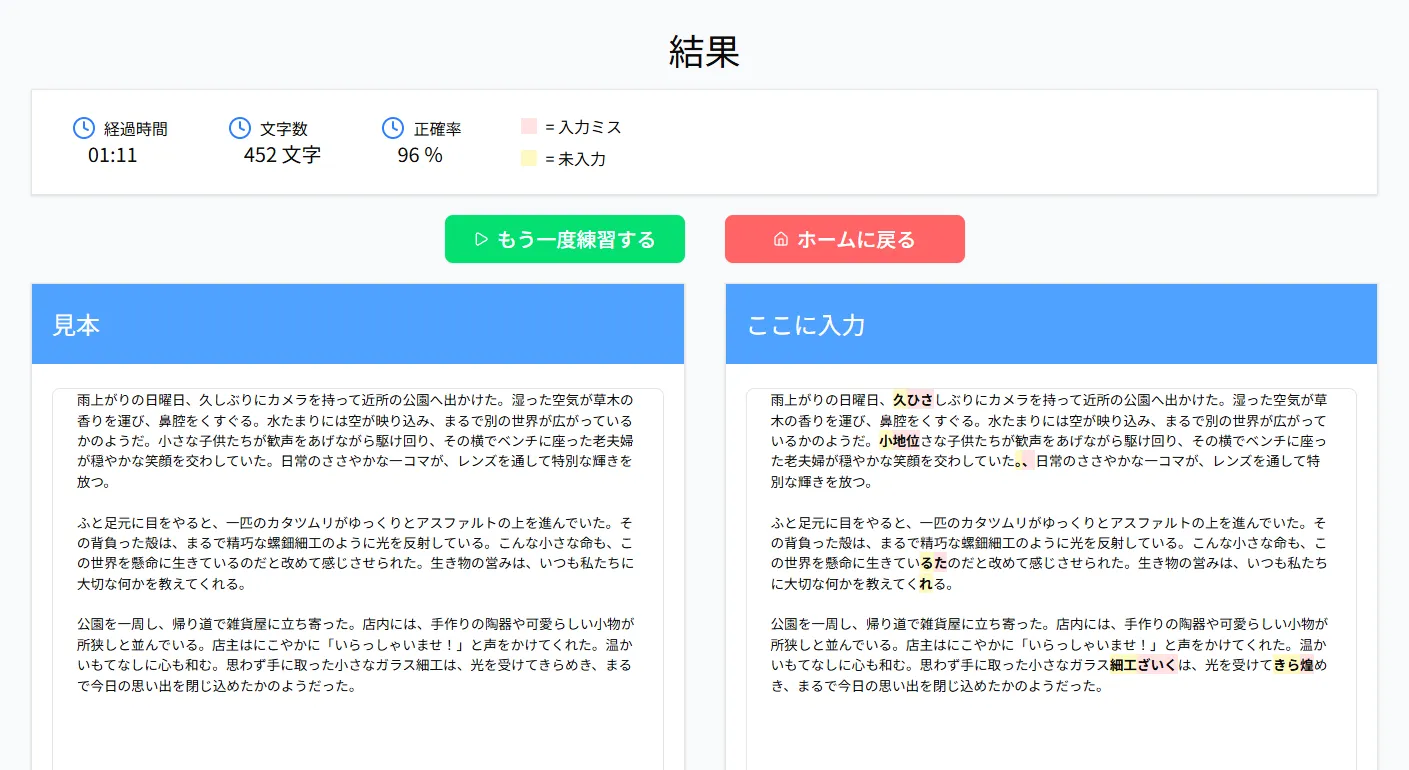 結果
経過時間
01:11
文字数
452 文字
正確率
96 %
= 入力ミス
= 未入力
もう一度練習する
ホームに戻る
見本
雨上がりの日曜日、久しぶりにカメラを持って近所の公園へ出かけた。湿った空気が草木の
香りを運び、鼻腔をくすぐる。水たまりには空が映り込み、まるで別の世界が広がっている
かのようだ。小さな子供たちが歓声をあげながら駆け回り、その横でベンチに座った老夫婦
が穏やかな笑顔を交わしていた。日常のささやかな一コマが、レンズを通して特別な輝きを
放つ。
ふと足元に目をやると、一匹のカタツムリがゆっくりとアスファルトの上を進んでいた。そ
の背負った殻は、まるで精巧な螺鈿細工のように光を反射している。こんな小さな命も、こ
の世界を懸命に生きているのだと改めて感じさせられた。生き物の営みは、いつも私たちに
大切な何かを教えてくれる。
公園を一周し、帰り道で雑貨屋に立ち寄った。店内には、手作りの陶器や可愛らしい小物が
所狭しと並んでいる。店主はにこやかに「いらっしゃいませ！」と声をかけてくれた。温か
いもてなしに心も和む。思わず手に取った小さなガラス細工は、光を受けてきらめき、まる
で今日の思い出を閉じ込めたかのようだった。
ここに入力
雨上がりの日曜日、久ひさしぶりにカメラを持って近所の公園へ出かけた。湿った空気が草
木の香りを運び、鼻腔をくすぐる。水たまりには空が映り込み、まるで別の世界が広がって
いるかのようだ。小地位さな子供たちが歓声をあげながら駆け回り、その横でベンチに座っ
た老夫婦が穏やかな笑顔を交わしていた。、日常のささやかな一コマが、レンズを通して特
別な輝きを放つ。
ふと足元に目をやると、一匹のカタツムリがゆっくりとアスファルトの上を進んでいた。そ
の背負った殻は、まるで精巧な螺鈿細工のように光を反射している。こんな小さな命も、こ
の世界を懸命に生きているたのだと改めて感じさせられた。生き物の営みは、いつも私たち
に大切な何かを教えてくれる。
公園を一周し、帰り道で雑貨屋に立ち寄った。店内には、手作りの陶器や可愛らしい小物が
所狭しと並んでいる。店主はにこやかに「いらっしゃいませ！」と声をかけてくれた。温か
いもてなしに心も和む。思わず手に取った小さなガラス細工ざいくは、光を受けてきら煌め
き、まるで今日の思い出を閉じ込めたかのようだった。